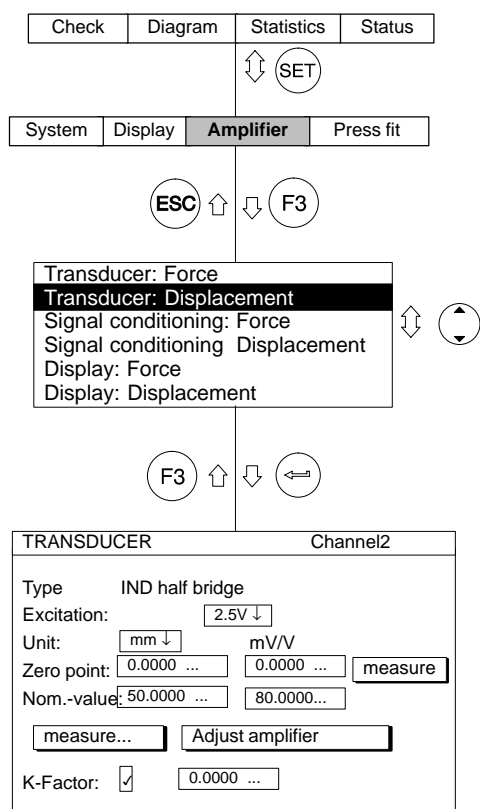 Check Diagram Statistics Status
SET
System Display Amplifier Press fit
ESC F3
Transducer: Force
Transducer: Displacement
Signal conditioning: Force
Signal conditioning Displacement
Display: Force
Display: Displacement
F3
TRANSDUCER Channel2
Type IND half bridge
Excitation: 2.5V ↓
Unit: mm ↓ mV/V
Zero point: 0.0000 ... 0.0000 ... measure
Nom.-value: 50.0000 ... 80.0000...
measure... Adjust amplifier
K-Factor: ✓ 0.0000 ...